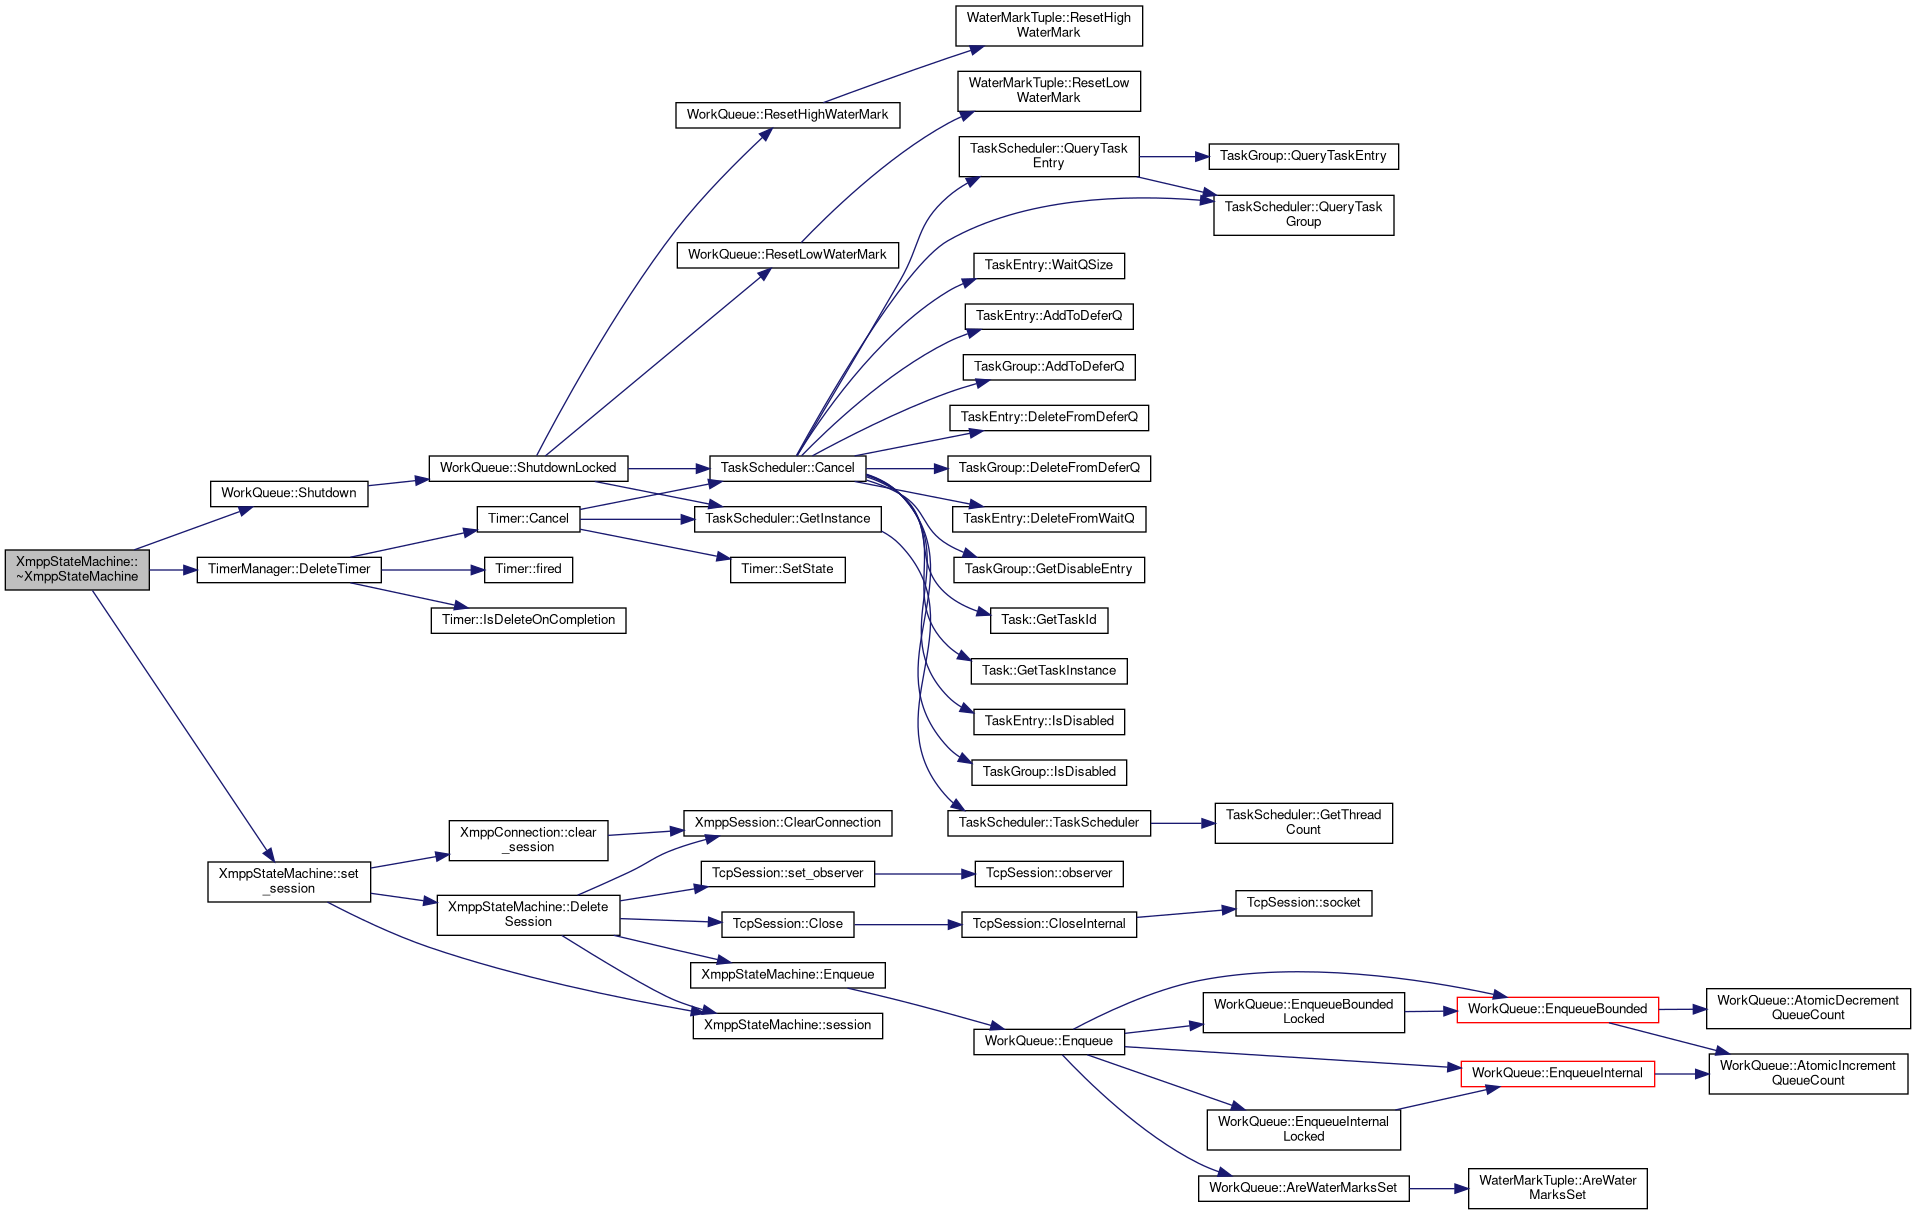 XmppStateMachine::
~XmppStateMachine
WorkQueue::Shutdown
TimerManager::DeleteTimer
XmppStateMachine::set
_session
WorkQueue::ShutdownLocked
Timer::Cancel
Timer::fired
Timer::IsDeleteOnCompletion
XmppConnection::clear
_session
XmppStateMachine::Delete
Session
WorkQueue::ResetHighWaterMark
WorkQueue::ResetLowWaterMark
TaskScheduler::Cancel
TaskScheduler::GetInstance
Timer::SetState
XmppSession::ClearConnection
TcpSession::set_observer
TcpSession::Close
XmppStateMachine::Enqueue
XmppStateMachine::session
WaterMarkTuple::ResetHigh
WaterMark
WaterMarkTuple::ResetLow
WaterMark
TaskScheduler::QueryTask
Entry
TaskEntry::WaitQSize
TaskEntry::AddToDeferQ
TaskGroup::AddToDeferQ
TaskEntry::DeleteFromDeferQ
TaskGroup::DeleteFromDeferQ
TaskEntry::DeleteFromWaitQ
TaskGroup::GetDisableEntry
Task::GetTaskId
Task::GetTaskInstance
TaskEntry::IsDisabled
TaskGroup::IsDisabled
TaskScheduler::TaskScheduler
TcpSession::observer
TcpSession::CloseInternal
WorkQueue::Enqueue
TaskGroup::QueryTaskEntry
TaskScheduler::QueryTask
Group
TaskScheduler::GetThread
Count
TcpSession::socket
WorkQueue::EnqueueBounded
Locked
WorkQueue::EnqueueInternal
Locked
WorkQueue::AreWaterMarksSet
WorkQueue::EnqueueBounded
WorkQueue::EnqueueInternal
WaterMarkTuple::AreWater
MarksSet
WorkQueue::AtomicDecrement
QueueCount
WorkQueue::AtomicIncrement
QueueCount